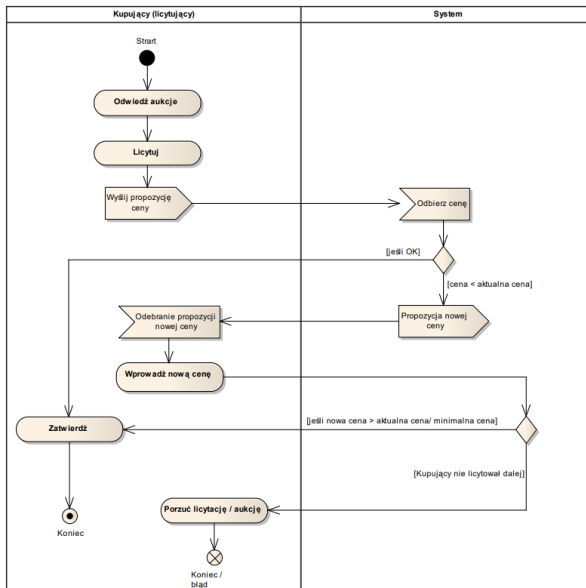 Kupujący (licytujący)
System
Strart
Odwiedź aukcje
Licytuj
Wyślij propozycję
ceny
Odbierz cenę
[jeśli OK]
[cena < aktualna cena]
Odebranie propozycji
nowej ceny
Propozycja nowej
ceny
Wprowadź nową cenę
Zatwierdź
[jeśli nowa cena > aktualna cena/ minimalna cena]
[Kupujący nie licytował dalej]
Porzuć licytację / aukcję
Koniec
Koniec /
błąd